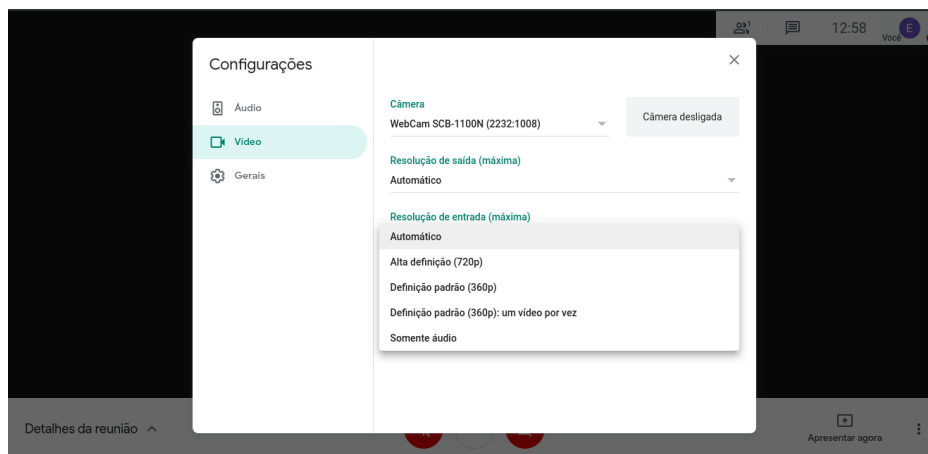 1
12:58
Você
E
Configurações
Áudio
Vídeo
Gerais
Câmera
WebCam SCB-1100N (2232:1008)
Câmera desligada
Resolução de saída (máxima)
Automático
Resolução de entrada (máxima)
Automático
Alta definição (720p)
Definição padrão (360p)
Definição padrão (360p): um vídeo por vez
Somente áudio
Detalhes da reunião
Apresentar agora